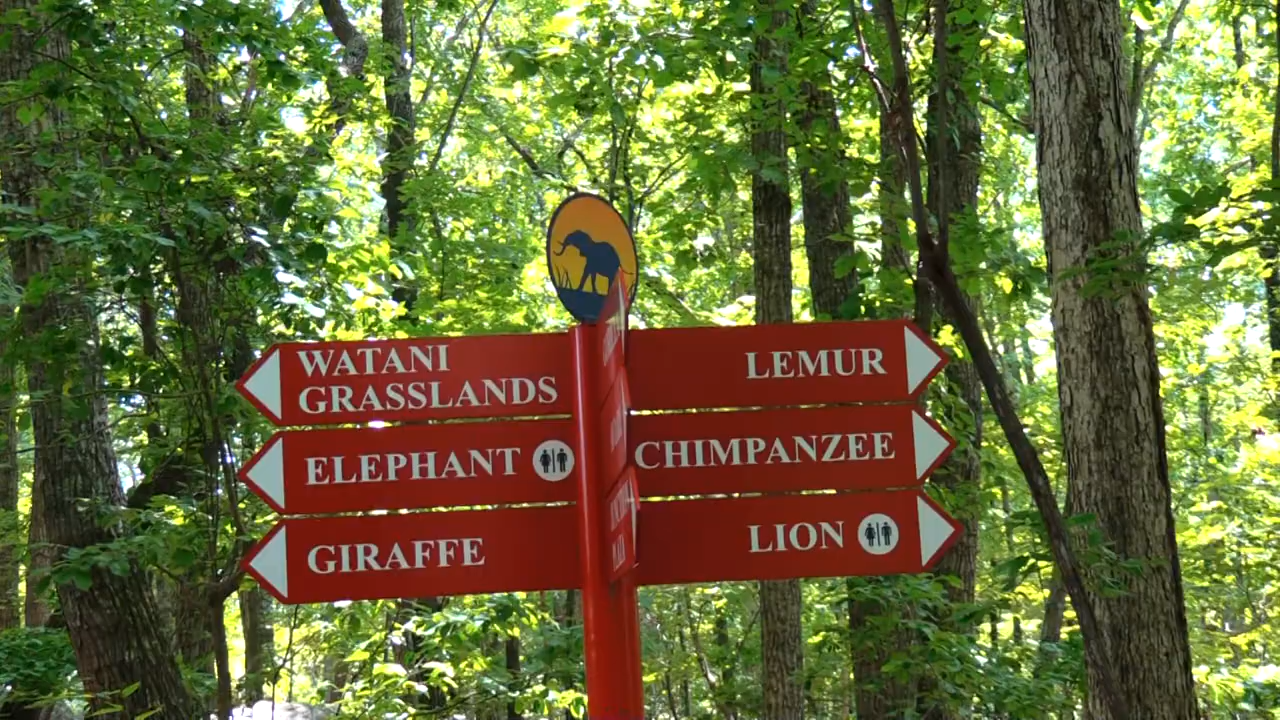 WATANI
GRASSLANDS
ELEPHANT
GIRAFFE
LEMUR
CHIMPANZEE
LION